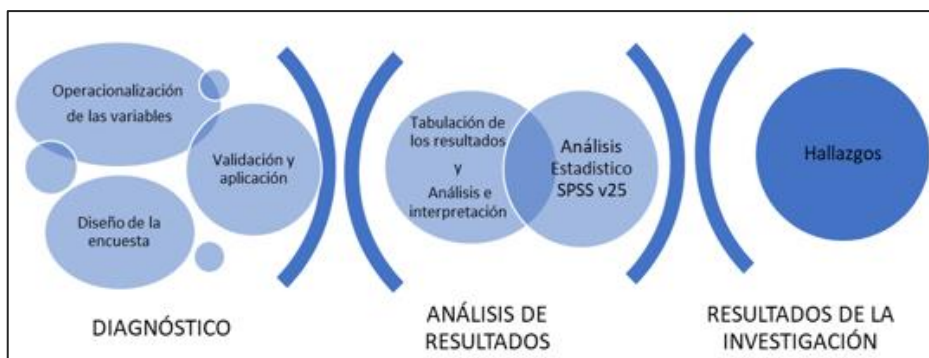 Operacionalización
de las variables
Validación y
aplicación
Diseño de la
encuesta
DIAGNÓSTICO
Tabulación de
los resultados
y
Análisis e
interpretación
Análisis
Estadistico
SPSS v25
ANÁLISIS DE
RESULTADOS
Hallazgos
RESULTADOS DE LA
INVESTIGACIÓN